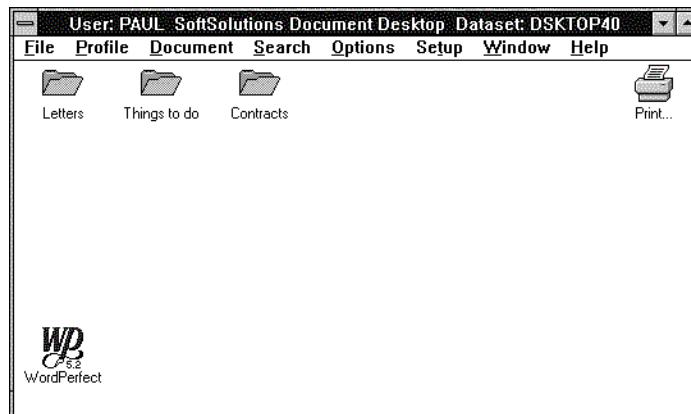 User: PAUL SoftSolutions Document Desktop Dataset: DSKTOP40
File Profile Document Search Options Setup Window Help
Letters Things to do Contracts Print...
WP
5.2
WordPerfect